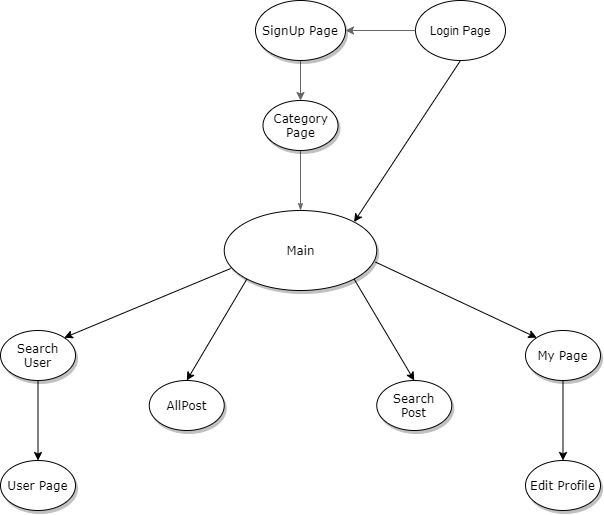 SignUp Page
Login Page
Category
Page
Main
Search
User
My Page
AllPost
Search
Post
User Page
Edit Profile